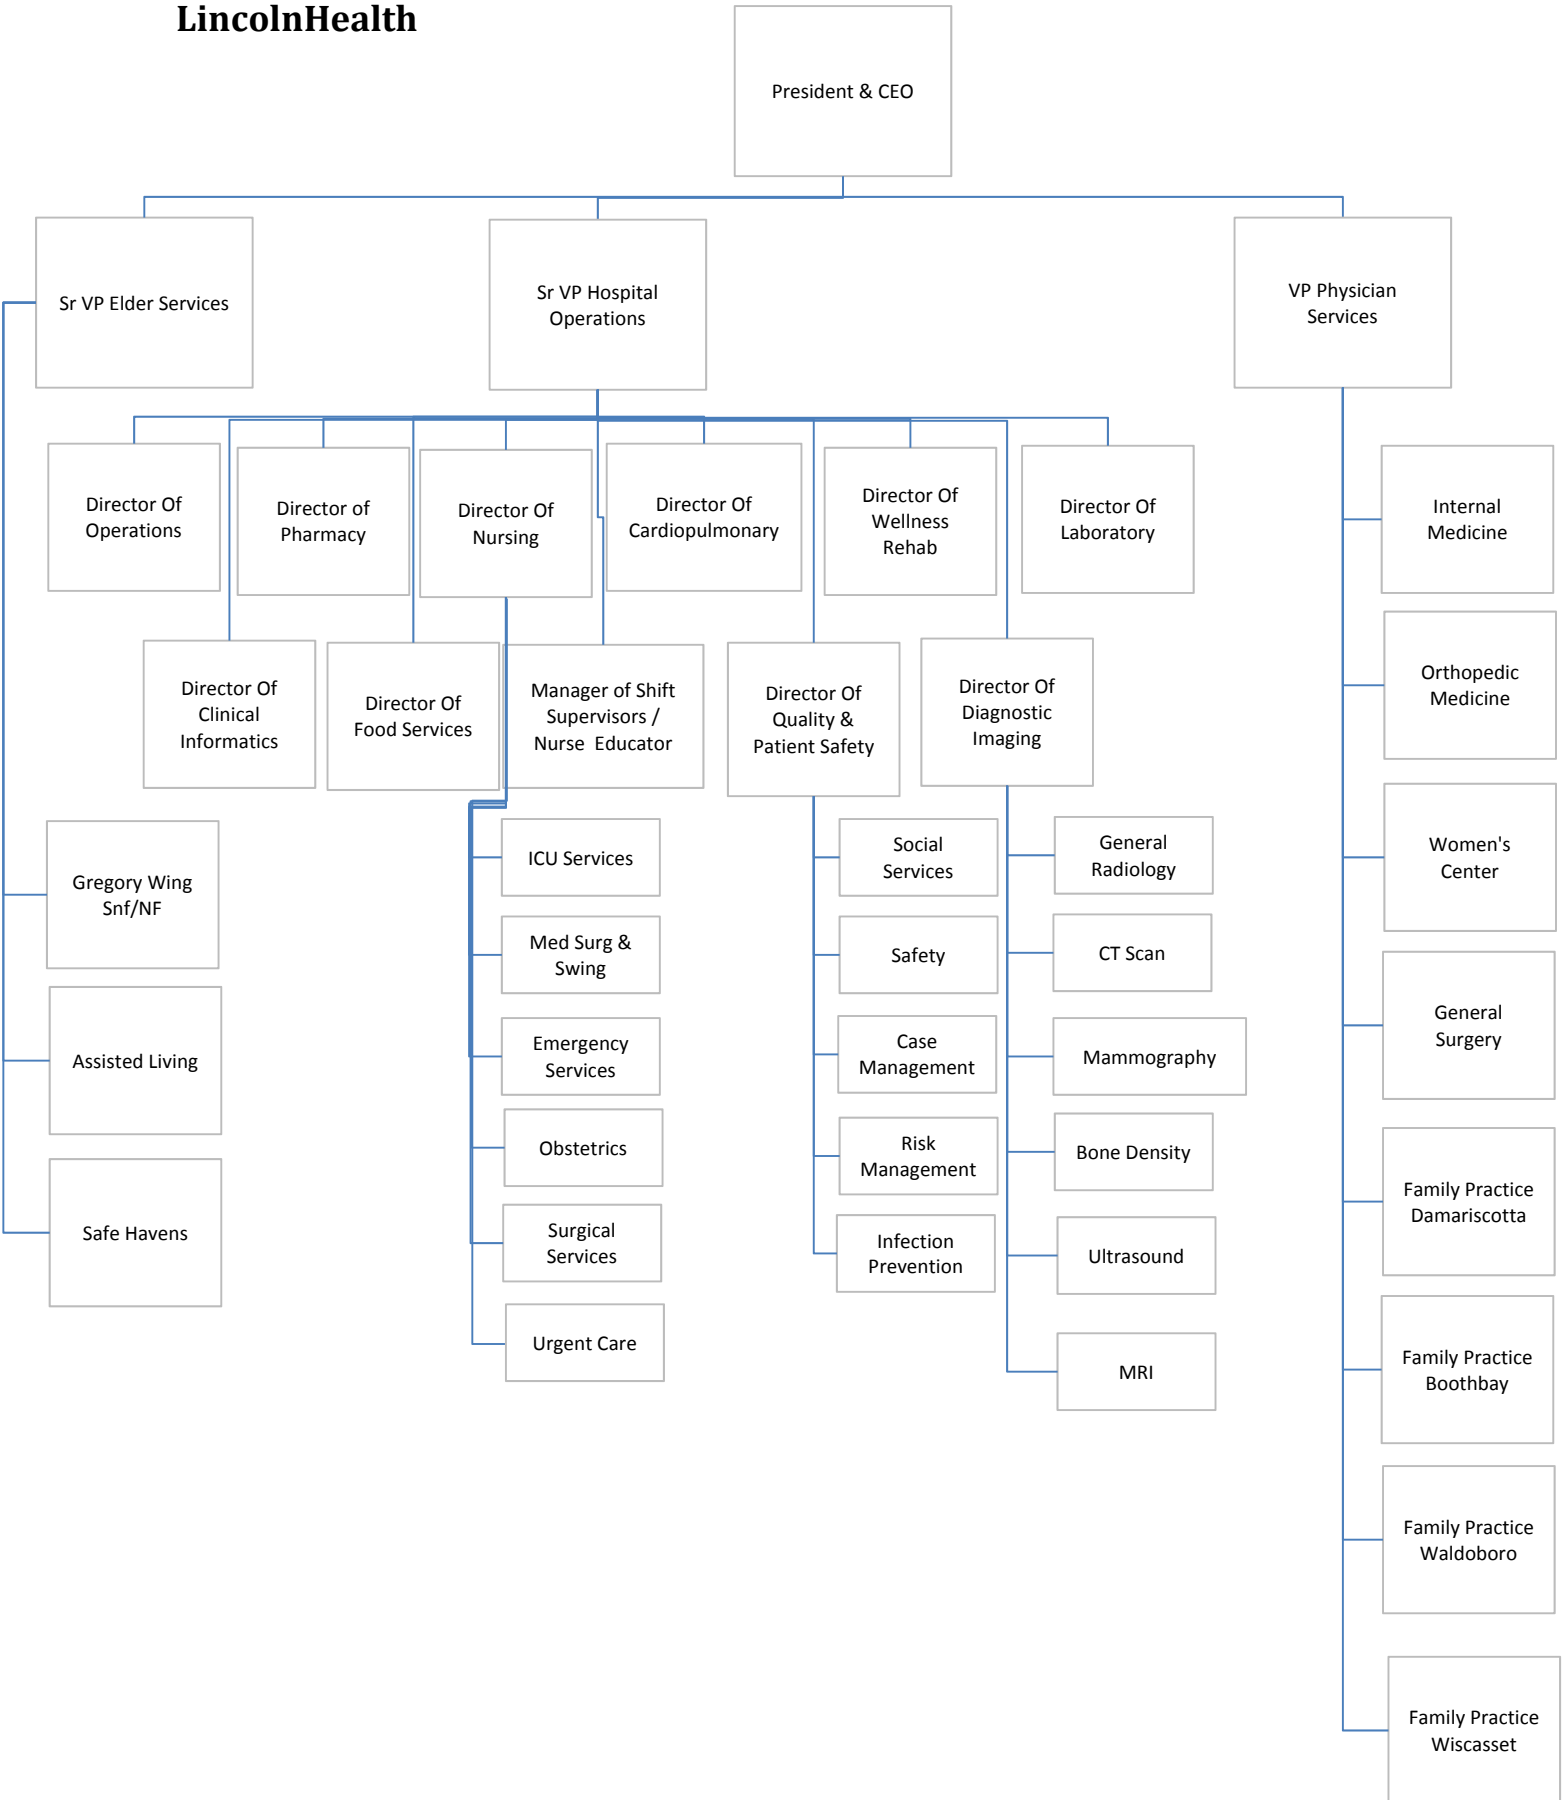 LincolnHealth
President & CEO
Sr VP Elder Services
Sr VP Hospital
Operations
VP Physician
Services
Director Of
Operations
Director of
Pharmacy
Director Of
Nursing
Director Of
Cardiopulmonary
Director Of
Wellness
Rehab
Director Of
Laboratory
Internal
Medicine
Director Of
Clinical
Informatics
Director Of
Food Services
Manager of Shift
Supervisors /
Nurse  Educator
Director Of
Quality &
Patient Safety
Director Of
Diagnostic
Imaging
Orthopedic
Medicine
Gregory Wing
Snf/NF
ICU Services
Social
Services
General
Radiology
Women's
Center
Med Surg &
Swing
Safety
CT Scan
General
Surgery
Assisted Living
Emergency
Services
Case
Management
Mammography
Obstetrics
Risk
Management
Bone Density
Family Practice
Damariscotta
Safe Havens
Surgical
Services
Infection
Prevention
Ultrasound
Urgent Care
MRI
Family Practice
Boothbay
Family Practice
Waldoboro
Family Practice
Wiscasset